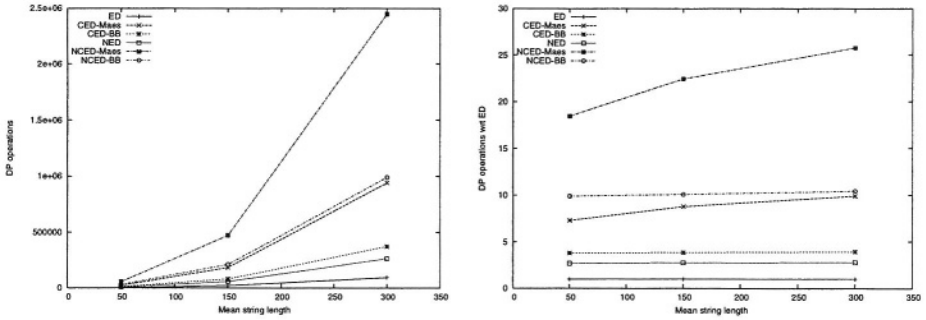 2.5e+06
2e+06
1.5e+06
1e+06
500000
0
0
50
100
150
200
250
300
350
DP operations
Mean string length
ED
CED-Maes
CED-BB
NED
NCED-Maes
NCED-BB
30
25
20
15
10
5
0
0
50
100
150
200
250
300
350
DP operations wrt ED
Mean string length
ED
CED-Maes
CED-BB
NED
NCED-Maes
NCED-BB